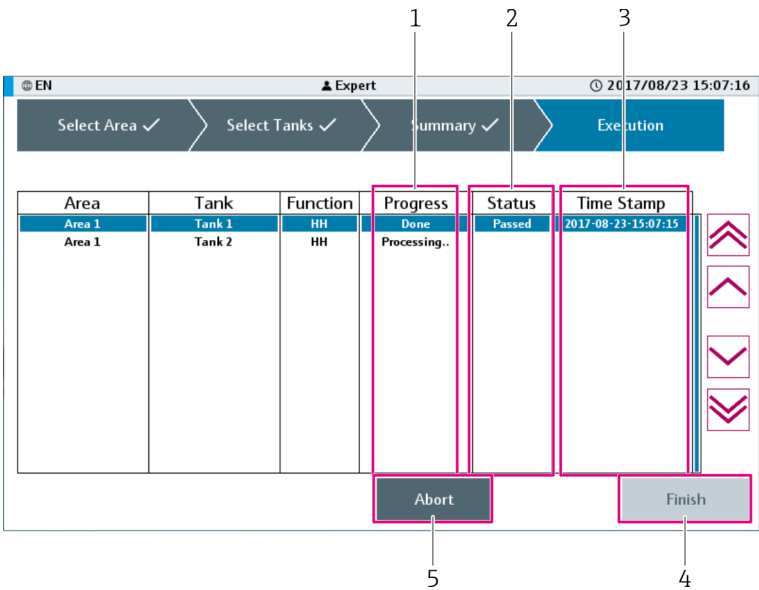 1 2 3
EN Expert 2017/08/23 15:07:16
Select Area ✓ Select Tanks ✓ Summary ✓ Execution
Area Tank Function Progress Status Time Stamp
Area 1 Tank 1 HH Done Passed 2017-08-23-15:07:15
Area 1 Tank 2 HH Processing..
Abort Finish
5 4